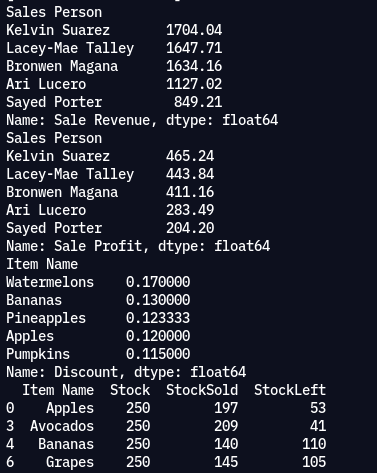 Sales Person
Kelvin Suarez       1704.04
Lacey-Mae Talley    1647.71
Bronwen Magana      1634.16
Ari Lucero          1127.02
Sayed Porter         849.21
Name: Sale Revenue, dtype: float64
Sales Person
Kelvin Suarez       465.24
Lacey-Mae Talley    443.84
Bronwen Magana      411.16
Ari Lucero          283.49
Sayed Porter        204.20
Name: Sale Profit, dtype: float64
Item Name
Watermelons    0.170000
Bananas        0.130000
Pineapples     0.123333
Apples         0.120000
Pumpkins       0.115000
Name: Discount, dtype: float64
  Item Name  Stock  StockSold  StockLeft
0    Apples    250        197         53
3  Avocados    250        209         41
4   Bananas    250        140        110
6    Grapes    250        145        105